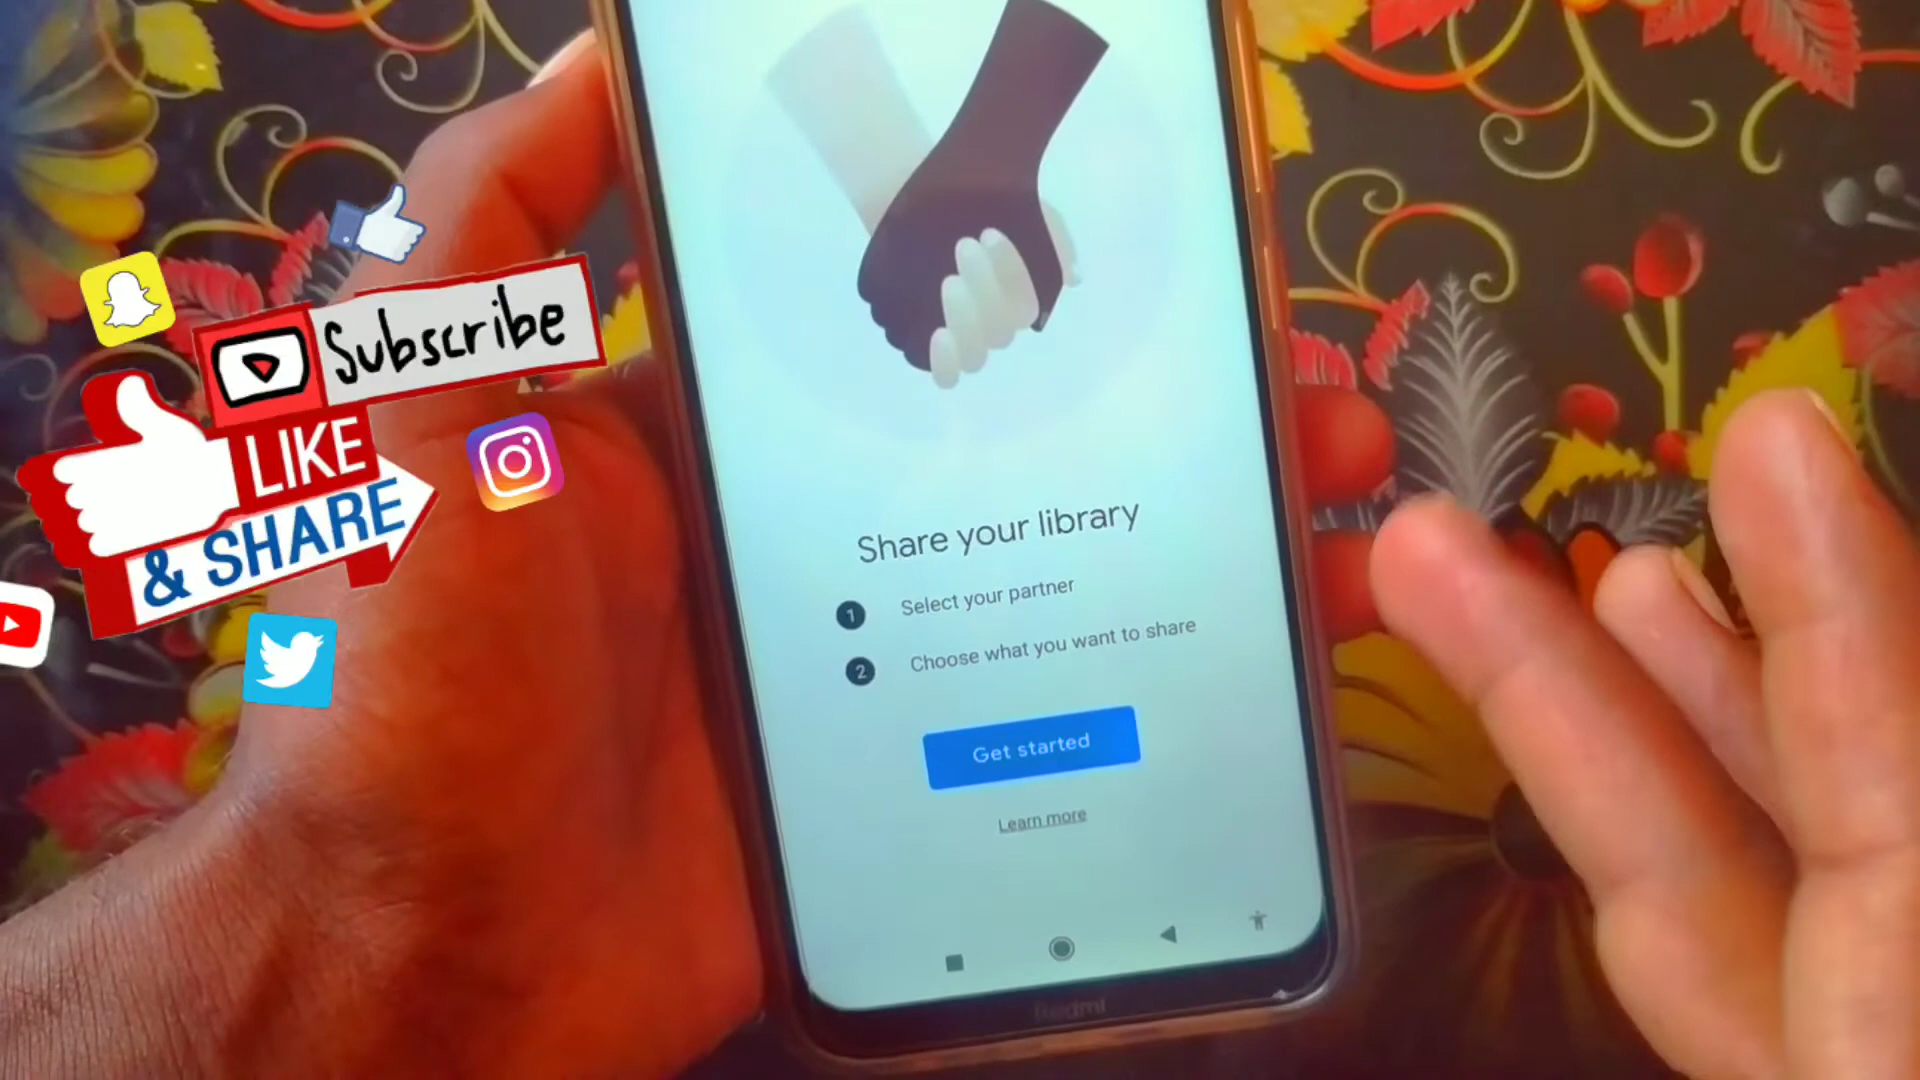 Subscribe
LIKE
& SHARE
Share your library
1 Select your partner
2 Choose what you want to share
Get started
Learn more
Redmi